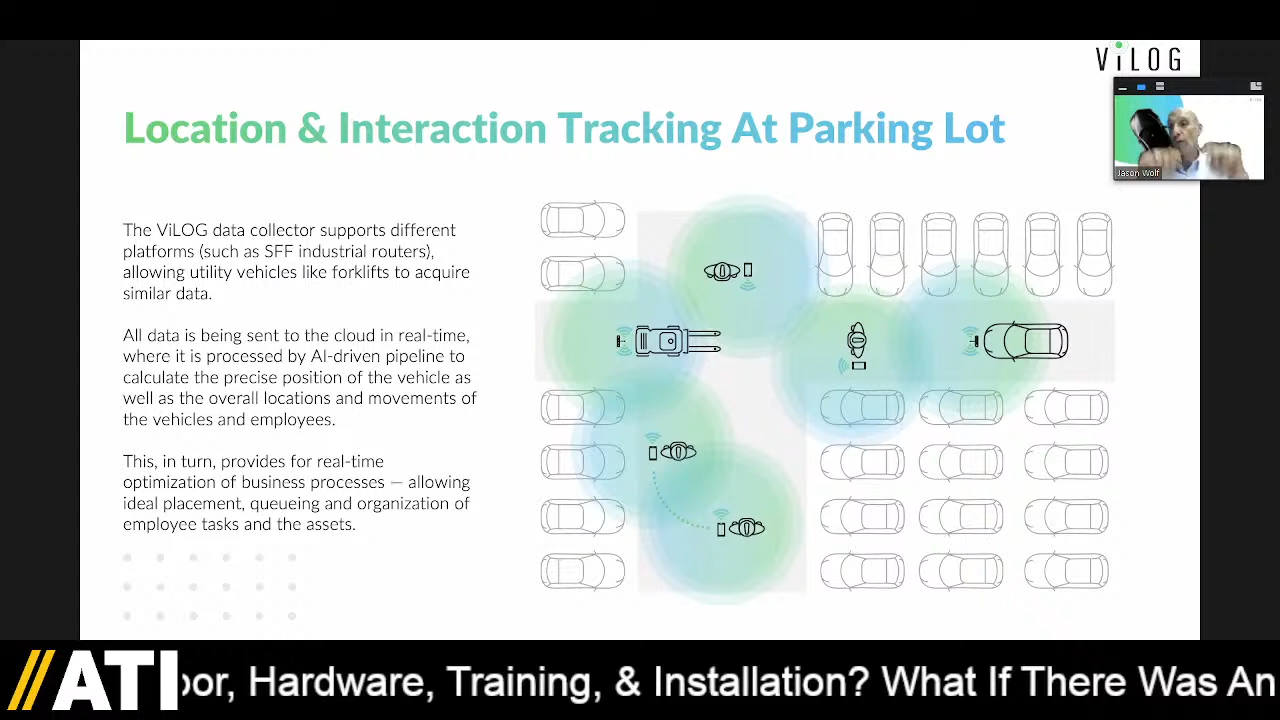 ViLOG
Location & Interaction Tracking At Parking Lot
Jason Wolf
The ViLOG data collector supports different
platforms (such as SFF industrial routers),
allowing utility vehicles like forklifts to acquire
similar data.
All data is being sent to the cloud in real-time,
where it is processed by AI-driven pipeline to
calculate the precise position of the vehicle as
well as the overall locations and movements of
the vehicles and employees.
This, in turn, provides for real-time
optimization of business processes — allowing
ideal placement, queueing and organization of
employee tasks and the assets.
//ATI
oor, Hardware, Training, & Installation? What If There Was An